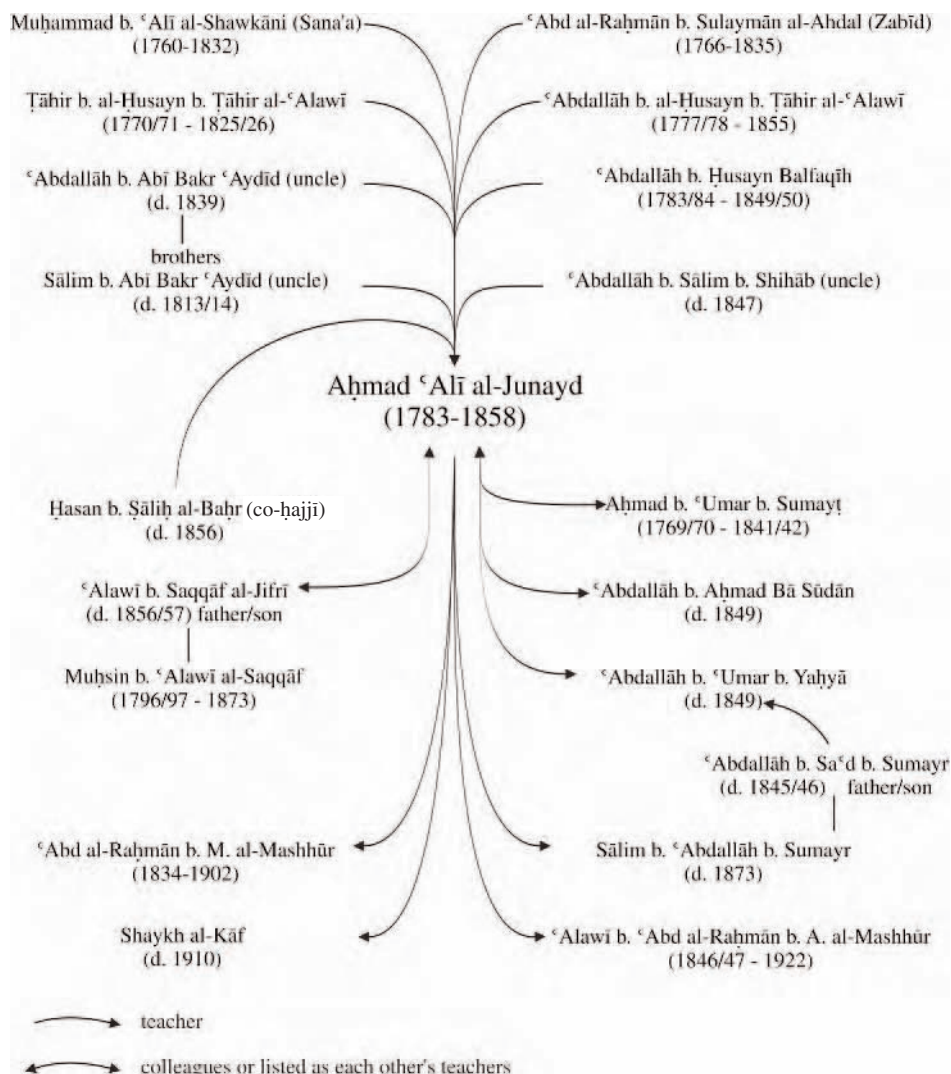 Muḥammad b. ʿAlī al-Shawkāni (Sana'a)
(1760-1832)
ʿAbd al-Raḥmān b. Sulaymān al-Ahdal (Zabīd)
(1766-1835)
Ṭāhir b. al-Ḥusayn b. Ṭāhir al-ʿAlawī
(1770/71 - 1825/26)
ʿAbdallāh b. al-Ḥusayn b. Ṭāhir al-ʿAlawī
(1777/78 - 1855)
ʿAbdallāh b. Abī Bakr ʿAydīd (uncle)
(d. 1839)
ʿAbdallāh b. Ḥusayn Balfaqīh
(1783/84 - 1849/50)
brothers
Sālim b. Abī Bakr ʿAydīd (uncle)
(d. 1813/14)
ʿAbdallāh b. Sālim b. Shihāb (uncle)
(d. 1847)
Aḥmad ʿAlī al-Junayd
(1783-1858)
Ḥasan b. Ṣāliḥ al-Baḥr (co-ḥajjī)
(d. 1856)
Aḥmad b. ʿUmar b. Sumayṭ
(1769/70 - 1841/42)
ʿAlawī b. Saqqāf al-Jifrī
(d. 1856/57) father/son
ʿAbdallāh b. Aḥmad Bā Sūdān
(d. 1849)
Muḥsin b. ʿAlawī al-Saqqāf
(1796/97 - 1873)
ʿAbdallāh b. ʿUmar b. Yaḥyā
(d. 1849)
ʿAbdallāh b. Saʿd b. Sumayr
(d. 1845/46) father/son
ʿAbd al-Raḥmān b. M. al-Mashhūr
(1834-1902)
Sālim b. ʿAbdallāh b. Sumayr
(d. 1873)
Shaykh al-Kāf
(d. 1910)
ʿAlawī b. ʿAbd al-Raḥmān b. A. al-Mashhūr
(1846/47 - 1922)
teacher
colleagues or listed as each other's teachers